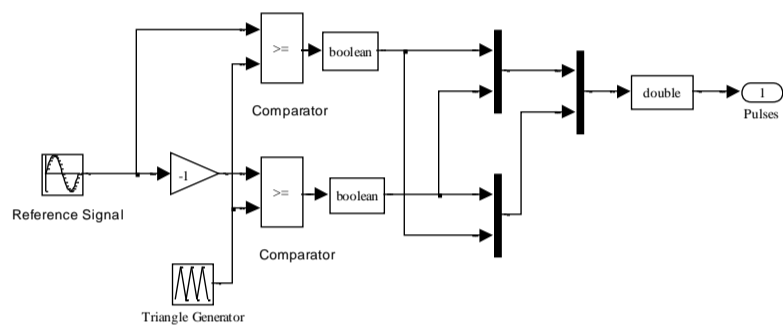 >=
boolean
Comparator
double
1
Pulses
-1
>=
boolean
Reference Signal
Comparator
Triangle Generator